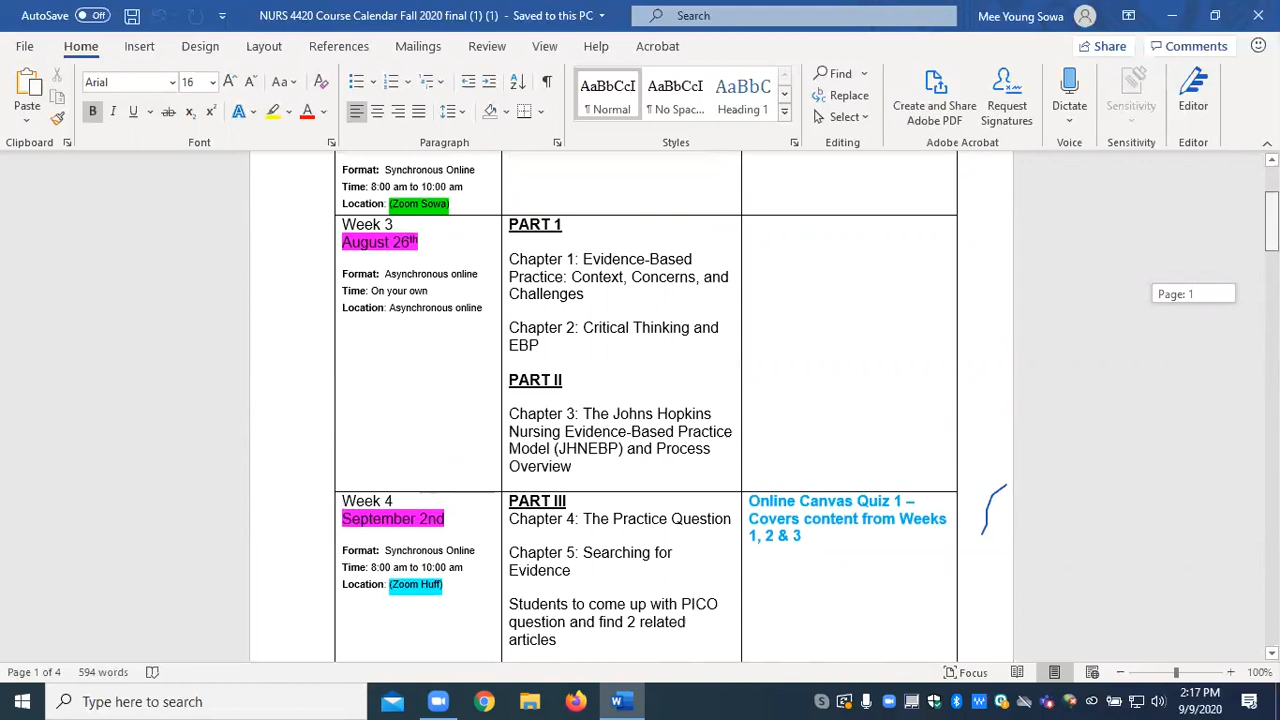 AutoSave Off NURS 4420 Course Calendar Fall 2020 final (1) (1) - Saved to this PC Search Mee Young Sowa
File Home Insert Design Layout References Mailings Review View Help Acrobat Share Comments
Paste Arial 16 Aa AaBbCcI AaBbCcI AaBbC Find Replace Select Create and Share Adobe PDF Request Signatures Dictate Sensitivity Editor
¶ Normal ¶ No Spac... Heading 1
Clipboard Font Paragraph Styles Editing Adobe Acrobat Voice Sensitivity Editor
Format: Synchronous Online
Time: 8:00 am to 10:00 am
Location: (Zoom Sowa)
Week 3
August 26th
Format: Asynchronous online
Time: On your own
Location: Asynchronous online
PART 1
Chapter 1: Evidence-Based
Practice: Context, Concerns, and
Challenges
Chapter 2: Critical Thinking and
EBP
PART II
Chapter 3: The Johns Hopkins
Nursing Evidence-Based Practice
Model (JHNEBP) and Process
Overview
Page: 1
Week 4
September 2nd
Format: Synchronous Online
Time: 8:00 am to 10:00 am
Location: (Zoom Huff)
PART III
Chapter 4: The Practice Question
Chapter 5: Searching for
Evidence
Students to come up with PICO
question and find 2 related
articles
Online Canvas Quiz 1 –
Covers content from Weeks
1, 2 & 3
Page 1 of 4 594 words Focus 100%
Type here to search 2:17 PM
9/9/2020